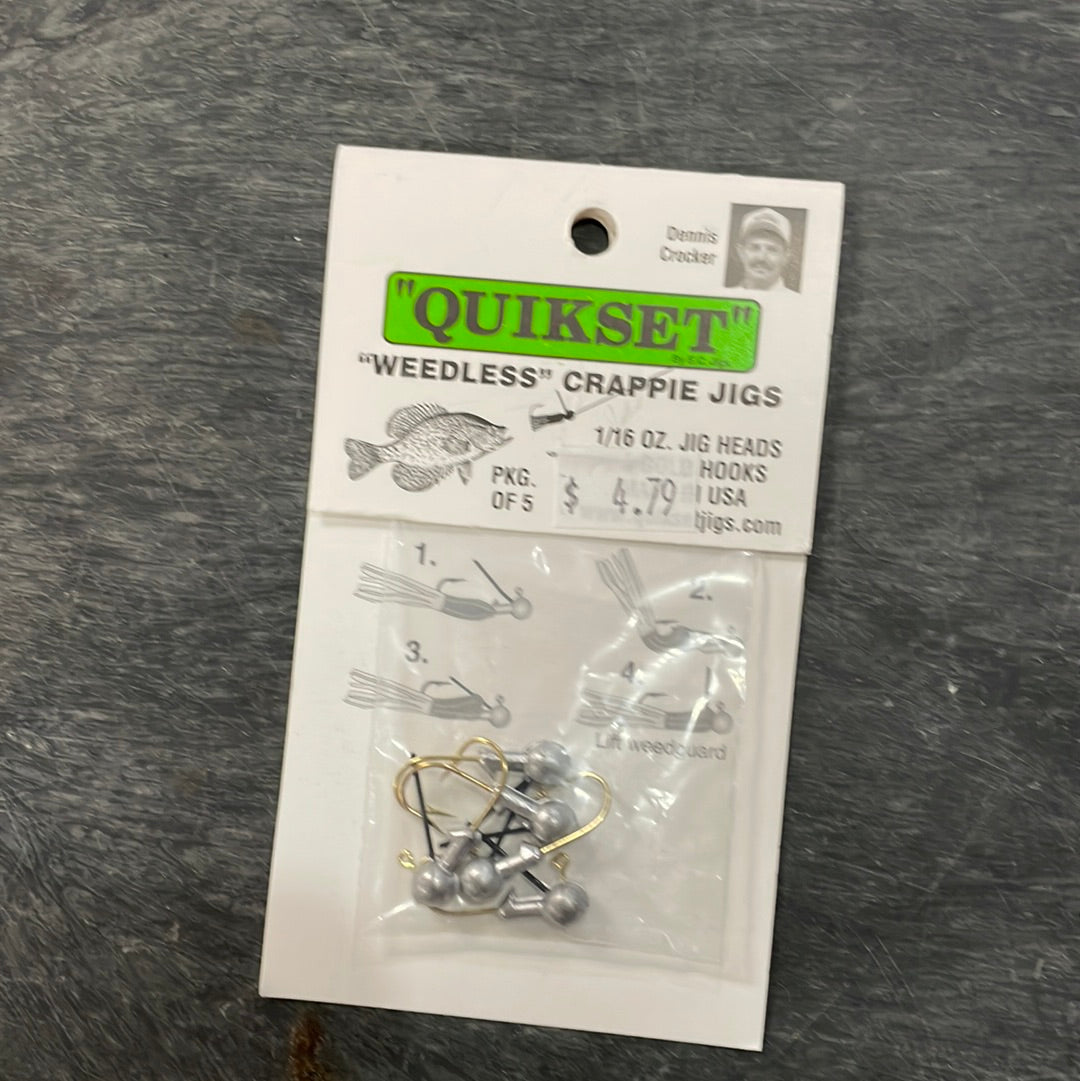 Dennis
Crocker
"QUIKSET"
"WEEDLESS" CRAPPIE JIGS
1/16 OZ. JIG HEADS
HOOKS
USA
jigs.com
PKG.
OF 5
$ 4.79
1.
2.
3.
4.
Lift weedguard